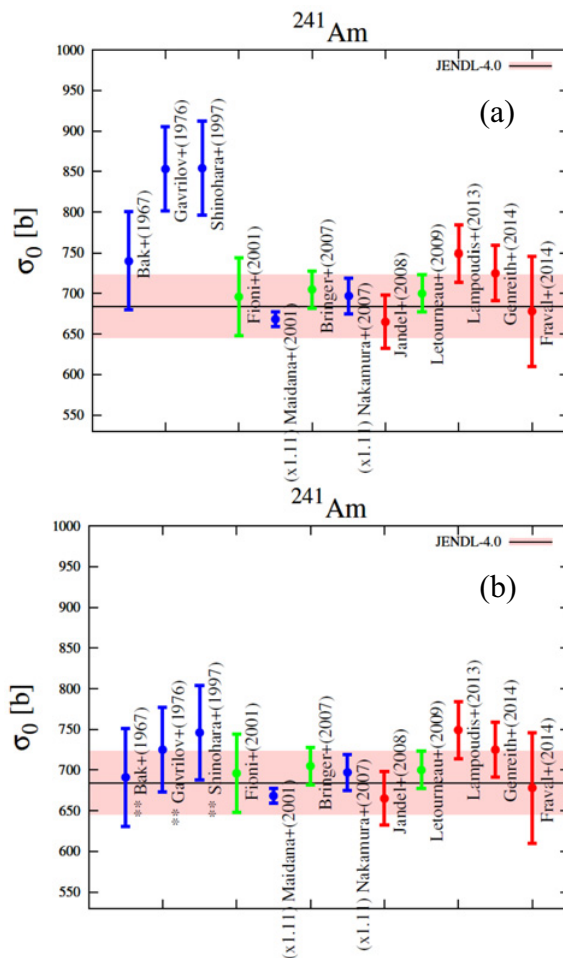 ²⁴¹Am
1000
950
900
850
800
750
700
650
600
550
σ₀ [b]
JENDL-4.0
(a)
Bak+(1967)
Gavrilov+(1976)
Shinohara+(1997)
Fioni+(2001)
(x1.11) Maidana+(2001)
Bringer+(2007)
(x1.11) Nakamura+(2007)
Jandel+(2008)
Letourneau+(2009)
Lampoudis+(2013)
Genreith+(2014)
Fraval+(2014)
²⁴¹Am
1000
950
900
850
800
750
700
650
600
550
σ₀ [b]
JENDL-4.0
(b)
** Bak+(1967)
** Gavrilov+(1976)
** Shinohara+(1997)
Fioni+(2001)
(x1.11) Maidana+(2001)
Bringer+(2007)
(x1.11) Nakamura+(2007)
Jandel+(2008)
Letourneau+(2009)
Lampoudis+(2013)
Genreith+(2014)
Fraval+(2014)